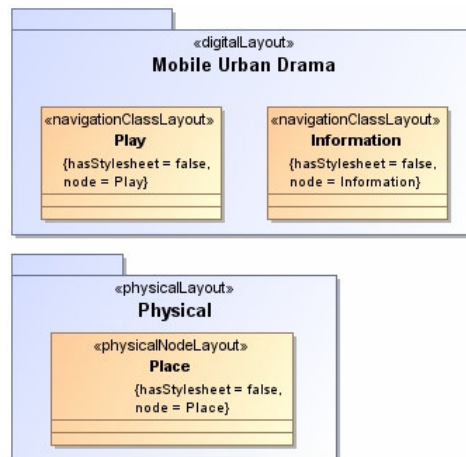 «digitalLayout»
Mobile Urban Drama
«navigationClassLayout»
Play
{hasStylesheet = false,
node = Play}
«navigationClassLayout»
Information
{hasStylesheet = false,
node = Information}
«physicalLayout»
Physical
«physicalNodeLayout»
Place
{hasStylesheet = false,
node = Place}